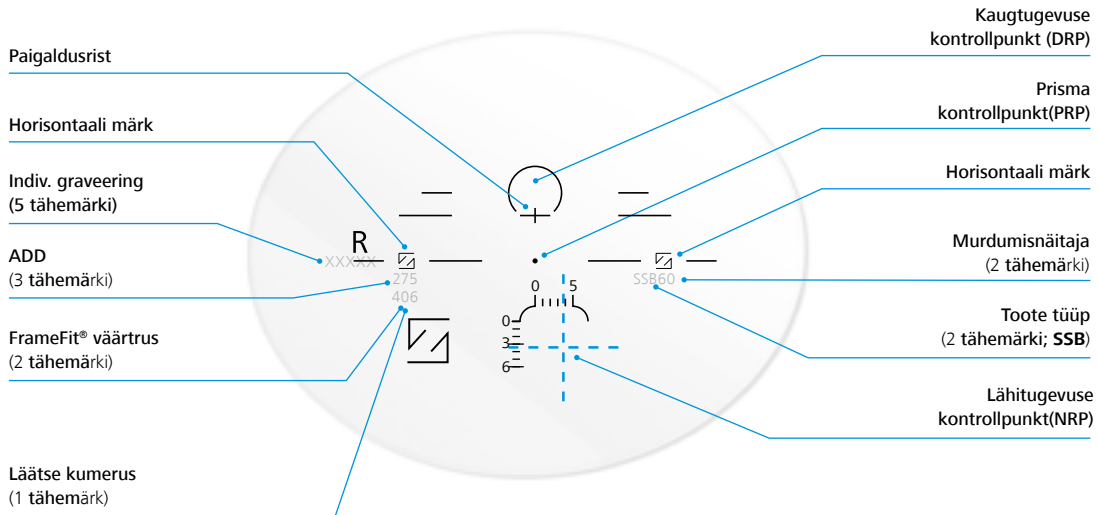 Paigaldusrist
Horisontaali märk
Indiv. graveering
(5 tähemärki)
ADD
(3 tähemärki)
FrameFit® väärtrus
(2 tähemärki)
Läätse kumerus
(1 tähemärk)
R
XXXXX
275
406
0 5
0
3
6
SSB60
Kaugtugevuse
kontrollpunkt (DRP)
Prisma
kontrollpunkt(PRP)
Horisontaali märk
Murdumisnäitaja
(2 tähemärki)
Toote tüüp
(2 tähemärki; SSB)
Lähitugevuse
kontrollpunkt(NRP)